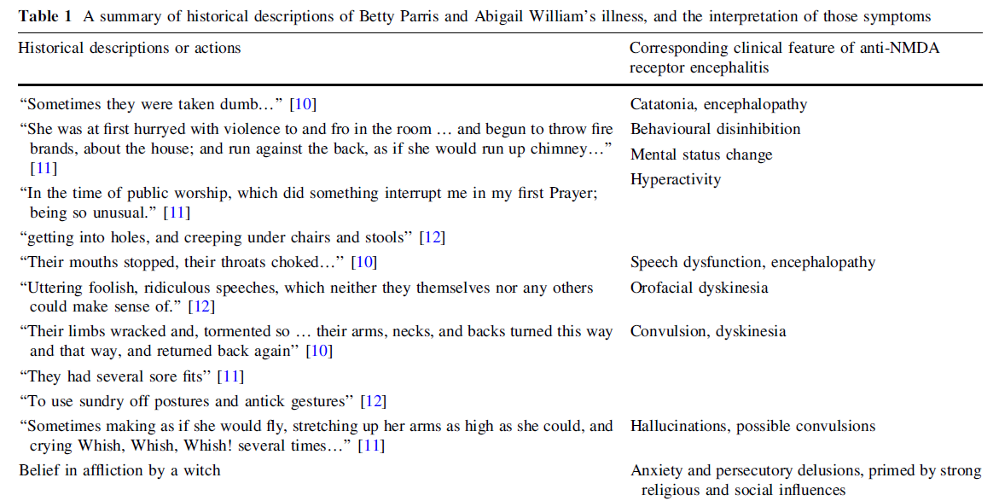 Table 1 A summary of historical descriptions of Betty Parris and Abigail William's illness, and the interpretation of those symptoms
Historical descriptions or actions
Corresponding clinical feature of anti-NMDA
receptor encephalitis
“Sometimes they were taken dumb…” [10]
Catatonia, encephalopathy
“She was at first hurryed with violence to and fro in the room … and begun to throw fire
brands, about the house; and run against the back, as if she would run up chimney…”
[11]
Behavioural disinhibition
Mental status change
Hyperactivity
“In the time of public worship, which did something interrupt me in my first Prayer;
being so unusual.” [11]
“getting into holes, and creeping under chairs and stools” [12]
“Their mouths stopped, their throats choked…” [10]
Speech dysfunction, encephalopathy
“Uttering foolish, ridiculous speeches, which neither they themselves nor any others
could make sense of.” [12]
Orofacial dyskinesia
“Their limbs wracked and, tormented so … their arms, necks, and backs turned this way
and that way, and returned back again” [10]
Convulsion, dyskinesia
“They had several sore fits” [11]
“To use sundry off postures and antick gestures” [12]
“Sometimes making as if she would fly, stretching up her arms as high as she could, and
crying Whish, Whish, Whish! several times…” [11]
Hallucinations, possible convulsions
Belief in affliction by a witch
Anxiety and persecutory delusions, primed by strong
religious and social influences